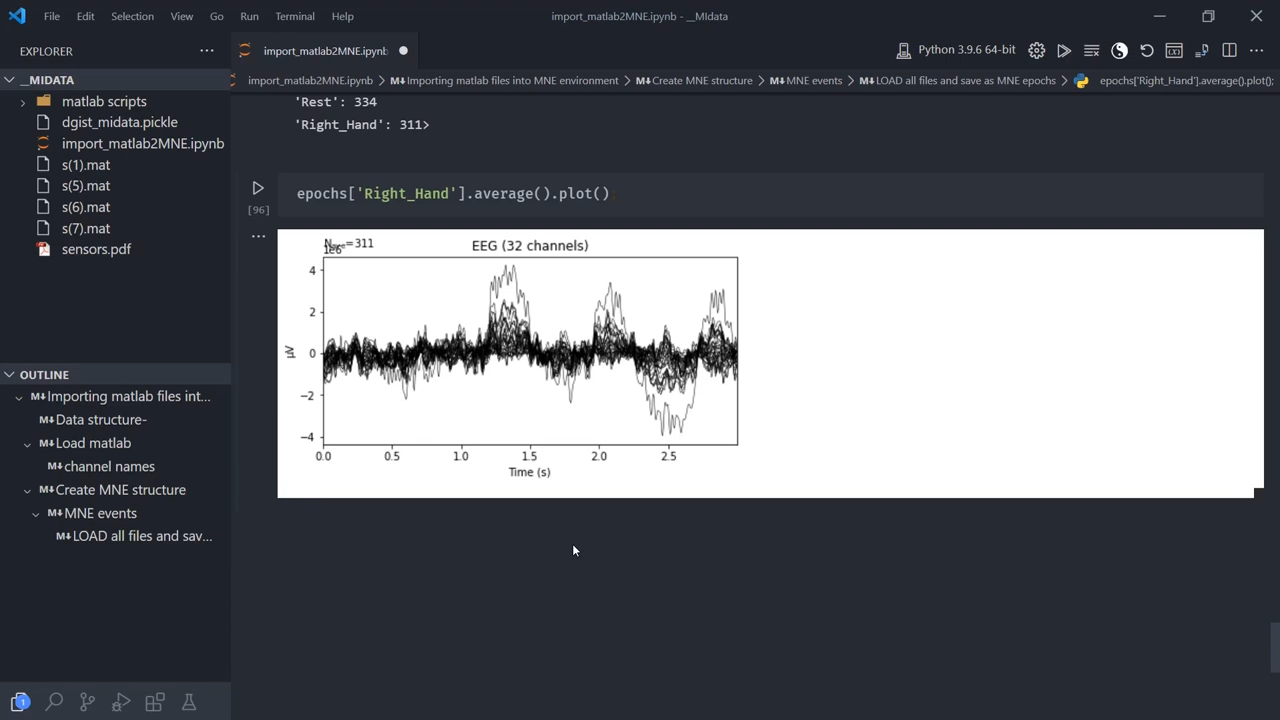 File Edit Selection View Go Run Terminal Help
import_matlab2MNE.ipynb - __MIdata
EXPLORER
import_matlab2MNE.ipynb
Python 3.9.6 64-bit
__MIDATA
import_matlab2MNE.ipynb > M↓Importing matlab files into MNE environment > M↓Create MNE structure > M↓MNE events > M↓LOAD all files and save as MNE epochs > epochs['Right_Hand'].average().plot();
matlab scripts
dgist_midata.pickle
import_matlab2MNE.ipynb
s(1).mat
s(5).mat
s(6).mat
s(7).mat
sensors.pdf
OUTLINE
M↓Importing matlab files int...
M↓Data structure-
M↓Load matlab
M↓channel names
M↓Create MNE structure
M↓MNE events
M↓LOAD all files and sav...
1
'Rest': 334
'Right_Hand': 311>
epochs['Right_Hand'].average().plot()
[96]
=311
1e6
EEG (32 channels)
4
2
0
−2
−4
µV
0.0 0.5 1.0 1.5 2.0 2.5
Time (s)